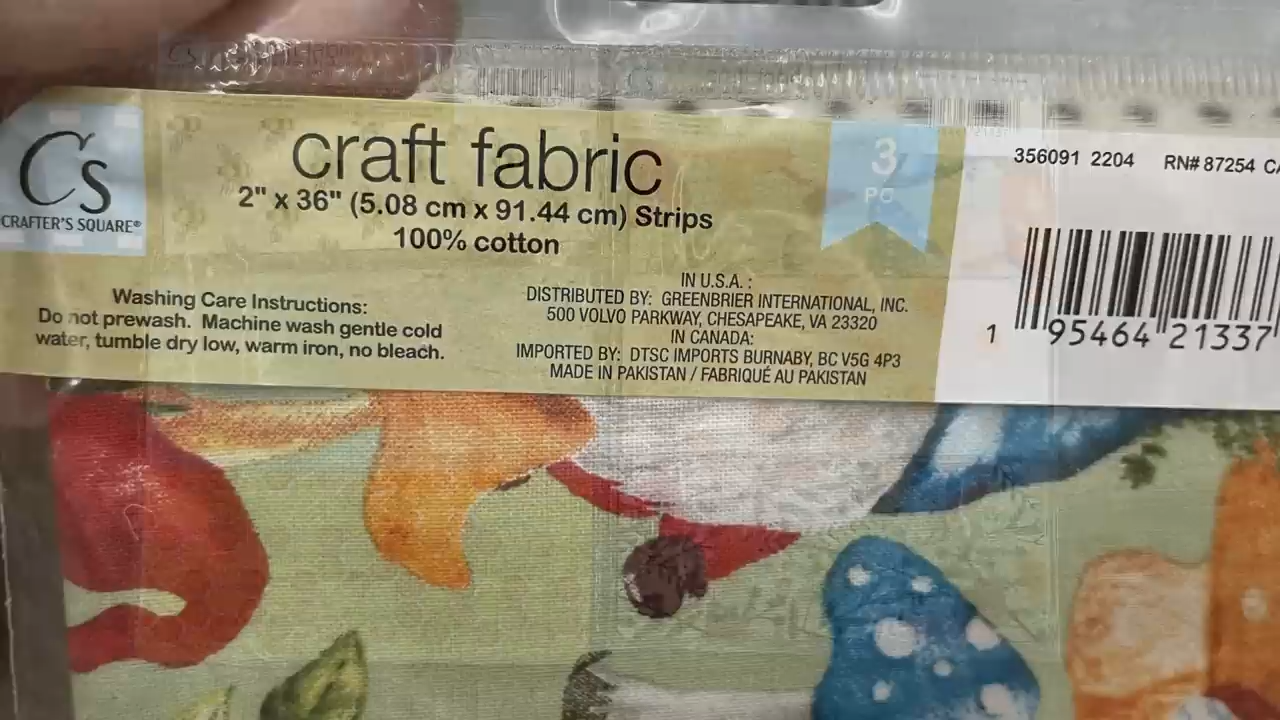 Cs
CRAFTER'S SQUARE®
craft fabric
2" x 36" (5.08 cm x 91.44 cm) Strips
100% cotton
3
PC
Washing Care Instructions:
Do not prewash. Machine wash gentle cold
water, tumble dry low, warm iron, no bleach.
IN U.S.A. :
DISTRIBUTED BY: GREENBRIER INTERNATIONAL, INC.
500 VOLVO PARKWAY, CHESAPEAKE, VA 23320
IN CANADA:
IMPORTED BY: DTSC IMPORTS BURNABY, BC V5G 4P3
MADE IN PAKISTAN / FABRIQUÉ AU PAKISTAN
356091 2204 RN# 87254 CA
1 95464 21337